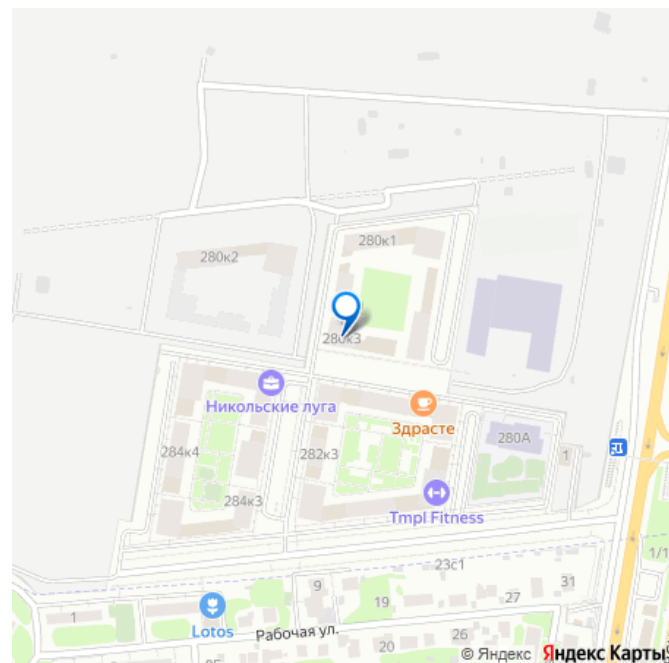 280к1
280к2
280к3
Никольские луга
Здрасте
280А
1
284к4
282к3
284к3
Tmpl Fitness
23с1
1/1
31
9
27
1
19
Lotos
Рабочая ул.
26
20
© Яндекс Яндекс Карты